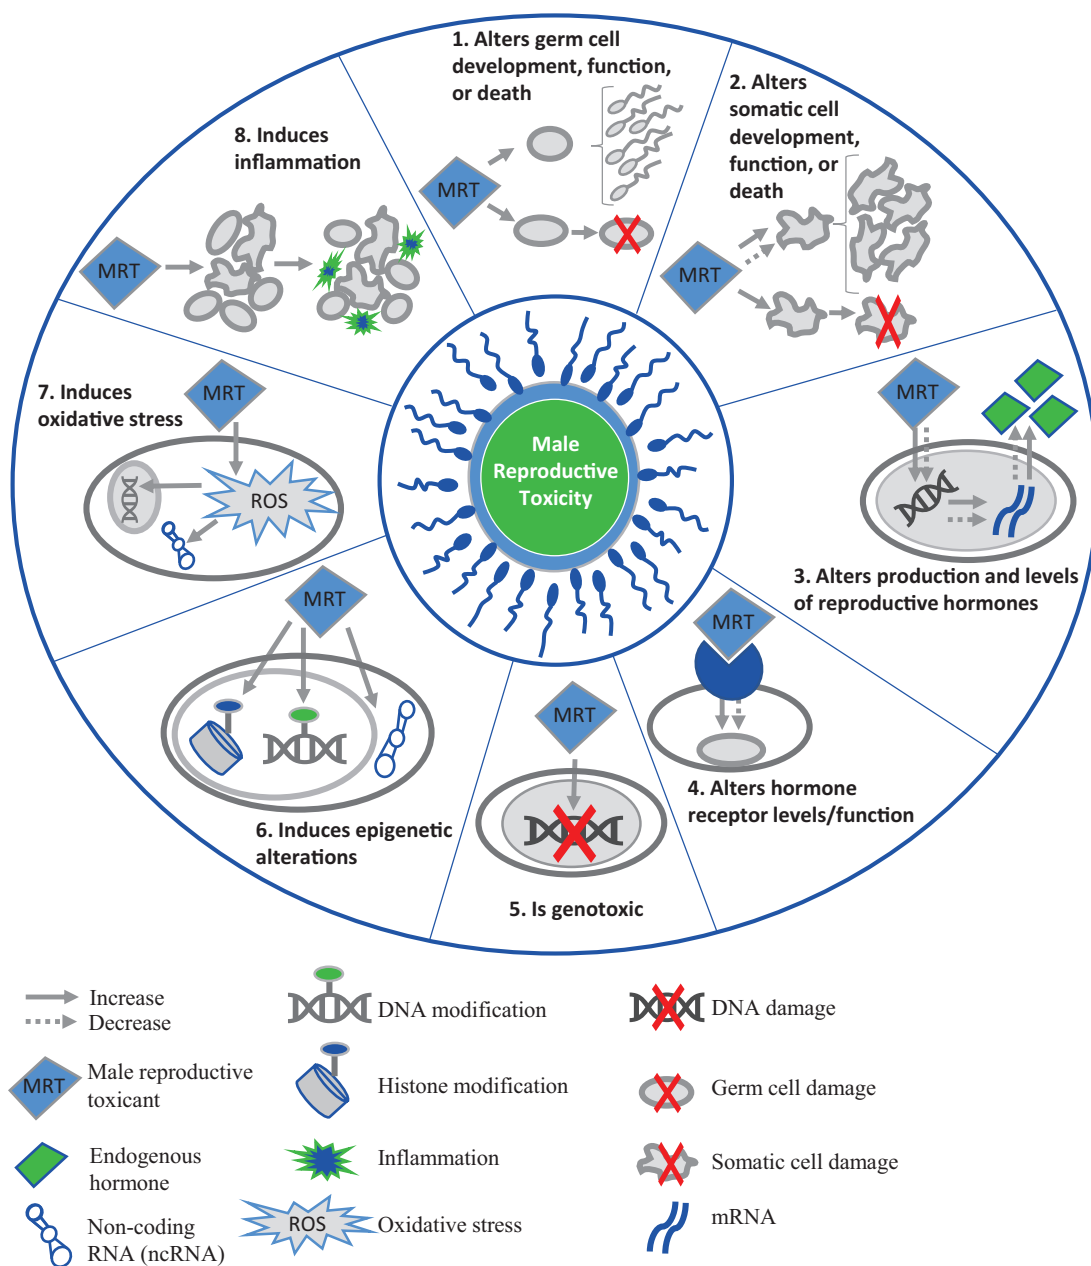 1. Alters germ cell
development, function,
or death
MRT
2. Alters
somatic cell
development,
function, or
death
MRT
MRT
3. Alters production and levels
of reproductive hormones
MRT
4. Alters hormone
receptor levels/function
MRT
5. Is genotoxic
MRT
6. Induces epigenetic
alterations
7. Induces
oxidative stress
MRT
ROS
8. Induces
inflammation
MRT
Male
Reproductive
Toxicity
Increase
Decrease
MRT
Male reproductive
toxicant
Endogenous
hormone
Non-coding
RNA (ncRNA)
DNA modification
Histone modification
Inflammation
ROS
Oxidative stress
DNA damage
Germ cell damage
Somatic cell damage
mRNA